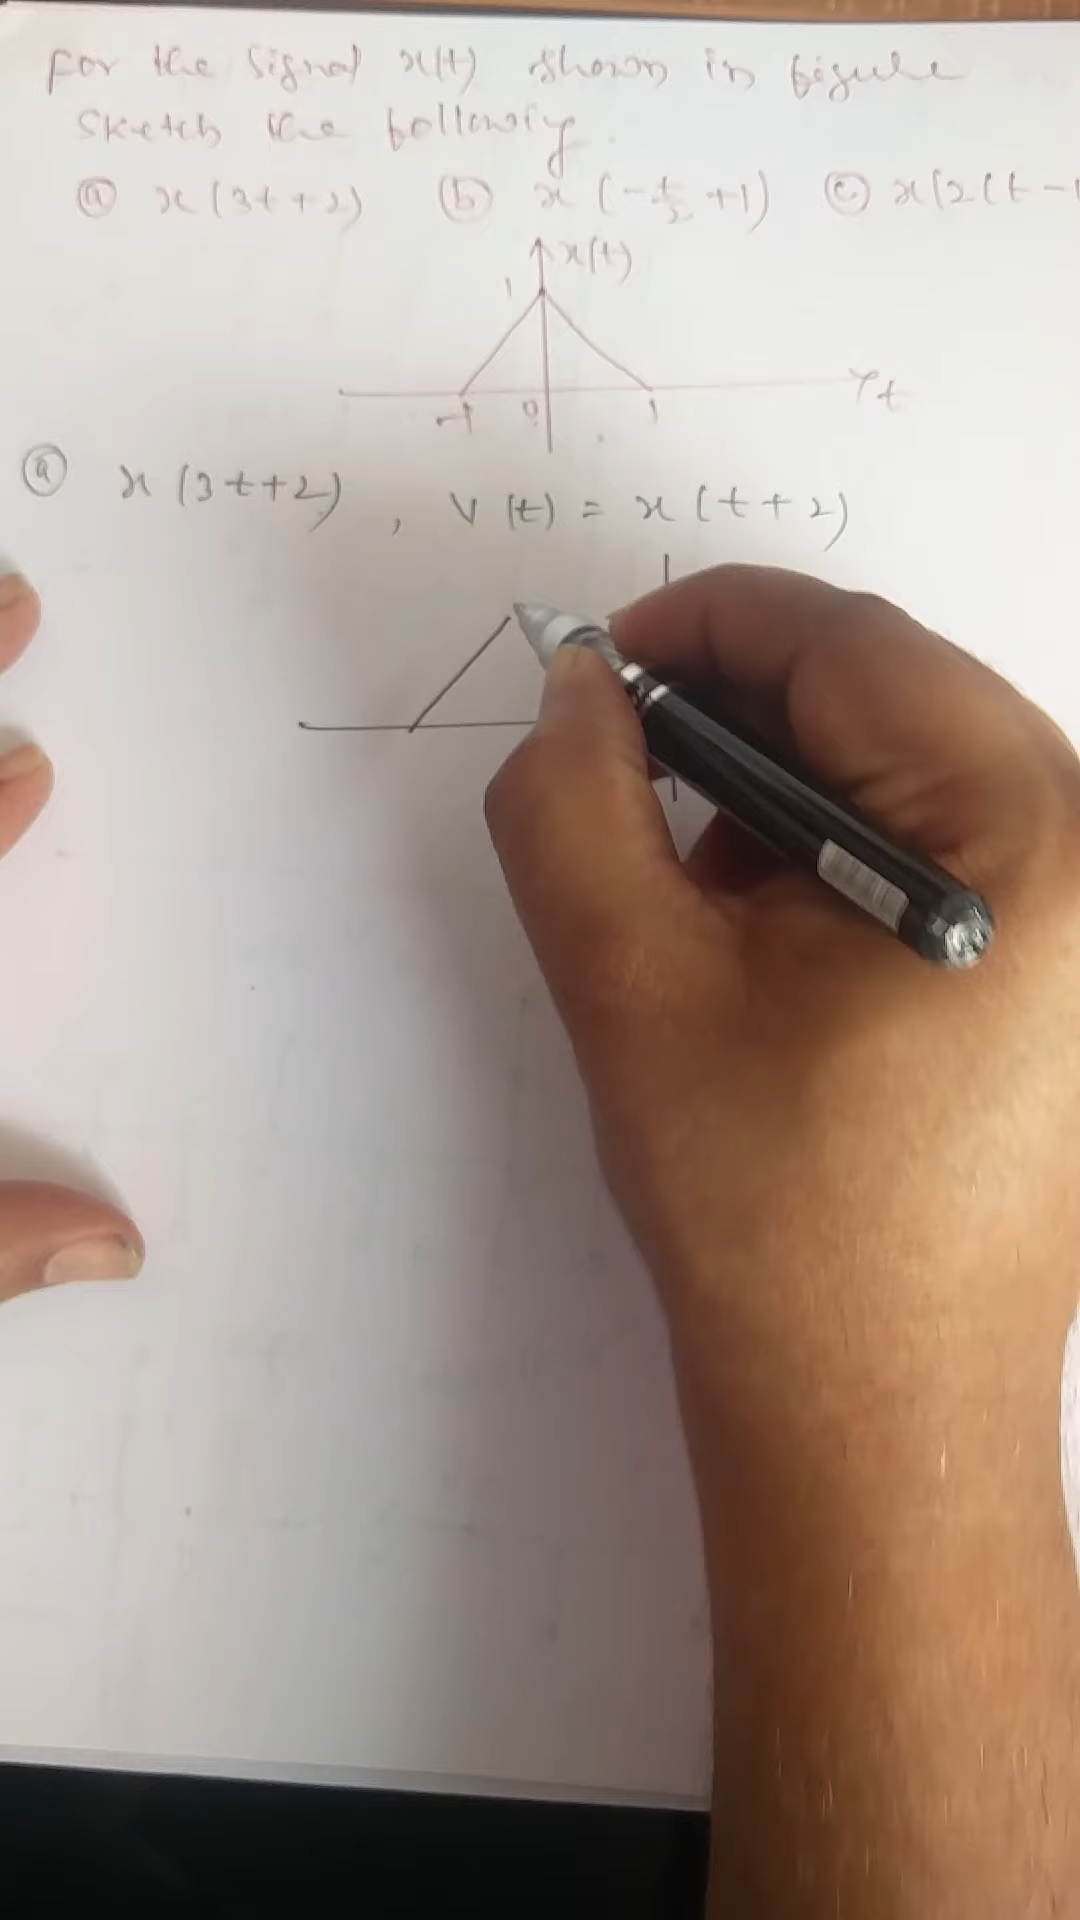 For the signal x(t) shown in figure
sketch the following
(a) x(3t+2) (b) x(-t/2 +1) (c) x[2(t-
x(t)
1
-1 0 1 t
(a) x(3t+2), v(t) = x(t+2)